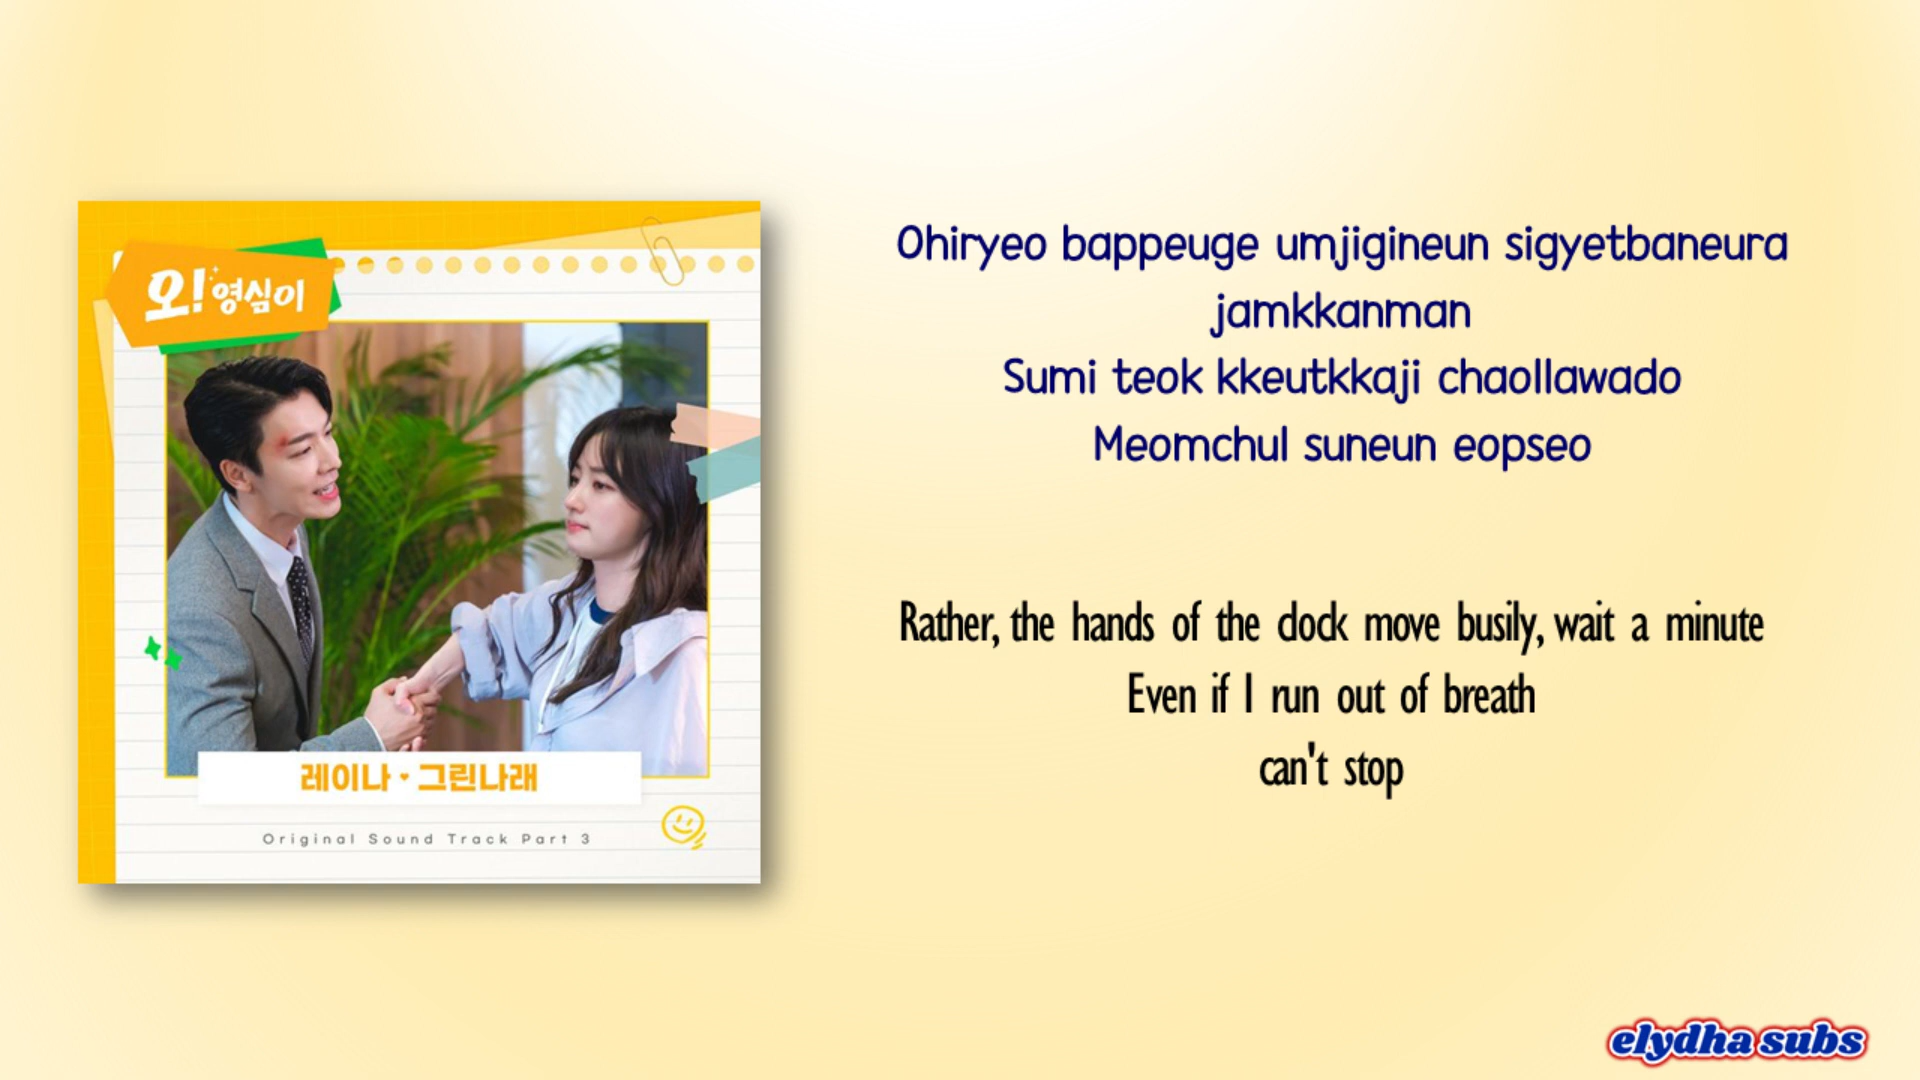 오! 영심이
레이나 · 그린나래
Original Sound Track Part 3
Ohiryeo bappeuge umjigineun sigyetbaneura
jamkkanman
Sumi teok kkeutkkaji chaollawado
Meomchul suneun eopseo
Rather, the hands of the clock move busily, wait a minute
Even if I run out of breath
can't stop
elydha subs